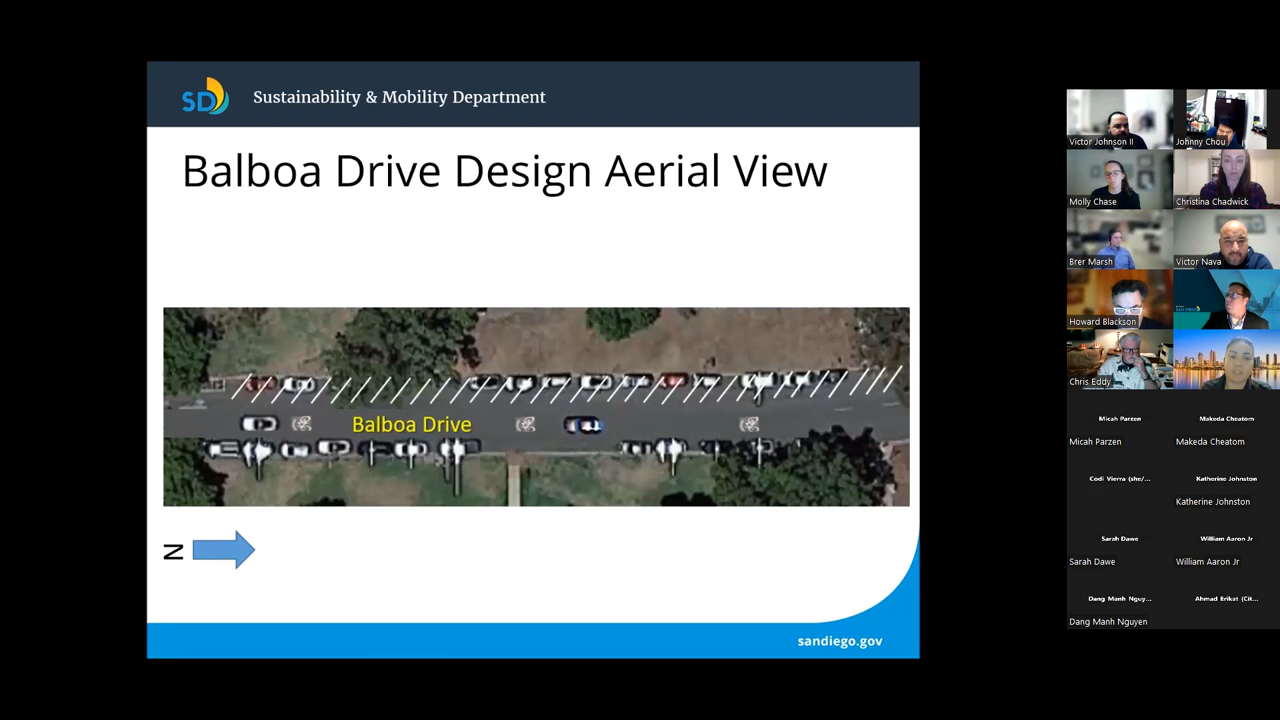 SD
Sustainability & Mobility Department
Balboa Drive Design Aerial View
Balboa Drive
N
sandiego.gov
Victor Johnson II
Johnny Chou
Molly Chase
Christina Chadwick
Brer Marsh
Victor Nava
Howard Blackson
Chris Eddy
Micah Parzen
Makeda Cheatom
Micah Parzen
Makeda Cheatom
Codi Vierra (she/...
Katherine Johnston
Katherine Johnston
Sarah Dawe
William Aaron Jr
Sarah Dawe
William Aaron Jr
Dang Manh Nguy...
Ahmad Erikat (Cit...
Dang Manh Nguyen